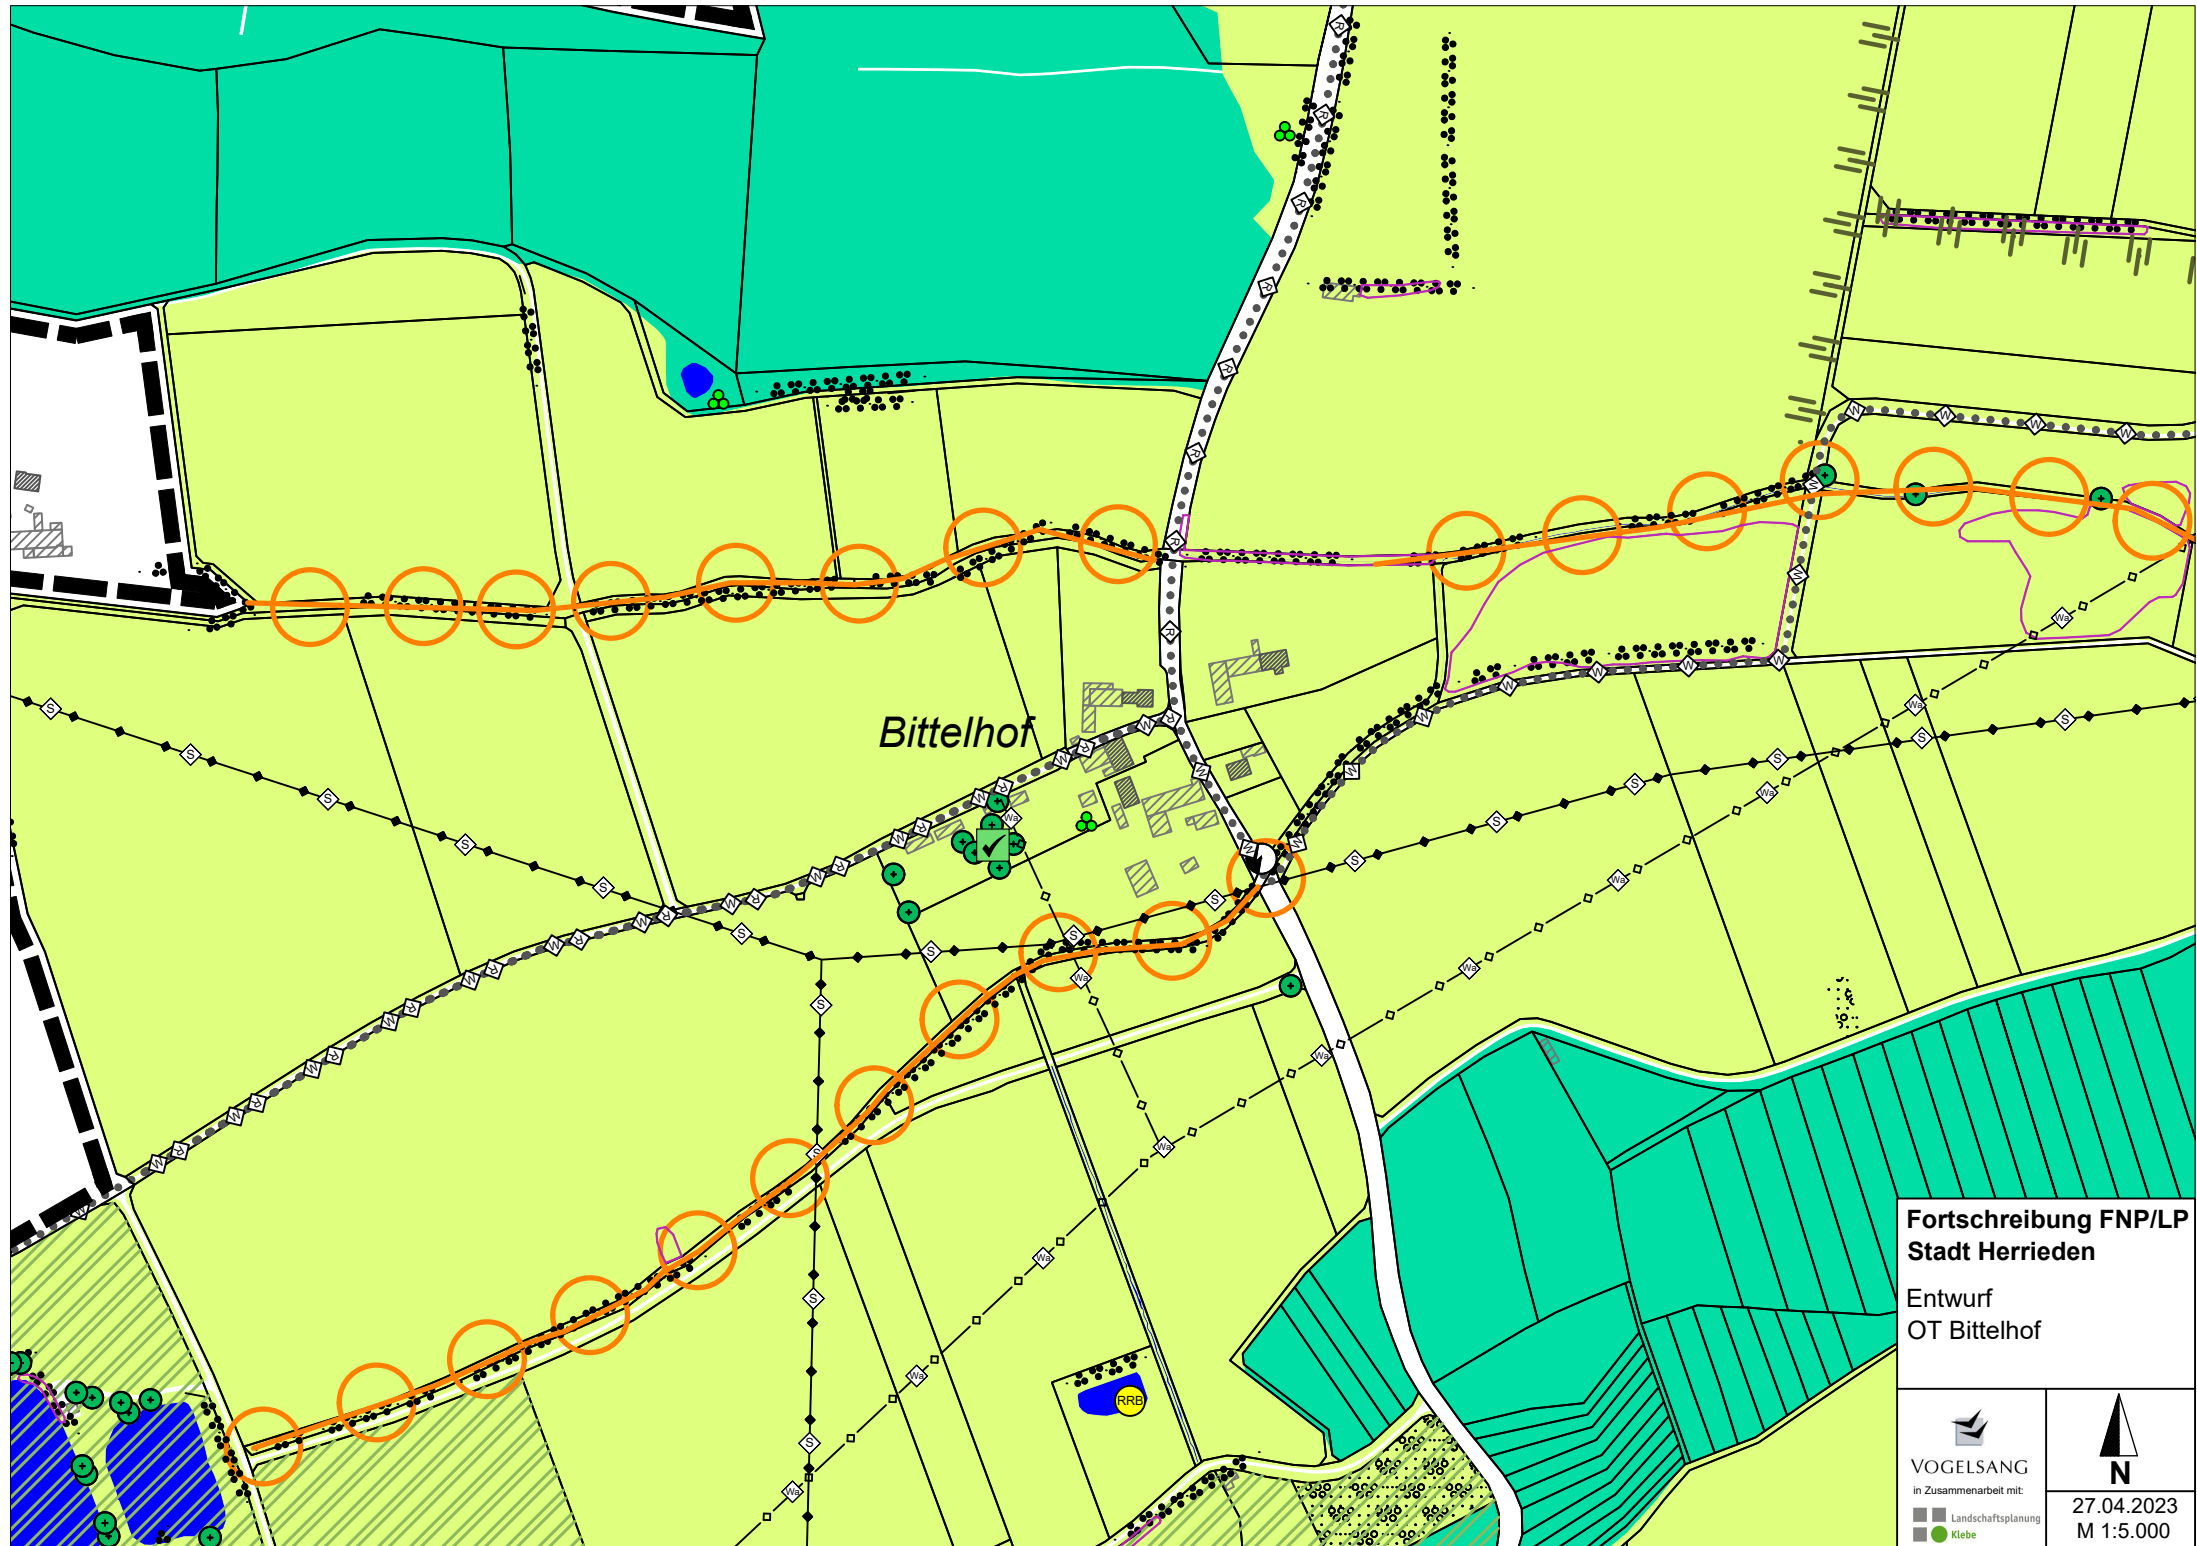 Bittelhof
RRB
Fortschreibung FNP/LP
Stadt Herrieden
Entwurf
OT Bittelhof
VOGELSANG
in Zusammenarbeit mit:
Landschaftsplanung
Klebe
N
27.04.2023
M 1:5.000